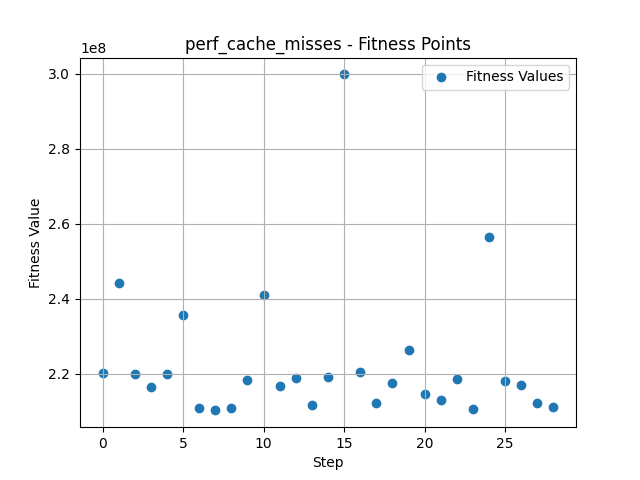 perf_cache_misses - Fitness Points
1e8
Fitness Values
3.0
2.8
2.6
2.4
2.2
Fitness Value
0 5 10 15 20 25
Step